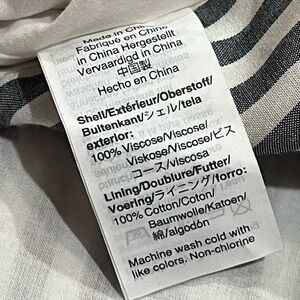 Made in China
Fabriqué en China
in China Hergestellt
Vervaardigd in China
中国製
Hecho en China
Shell/Extérieur/Oberstoff/
Buitenkant/シェル/tela
exterior:
100% Viscose/Viscose/
Viskose/Viscose/ビス
コース/viscosa
Lining/Doublure/Futter/
Voering/ライニング/forro:
100% Cotton/Coton/
Baumwolle/Katoen/
綿/algodón
Machine wash cold with
like colors. Non-chlorine